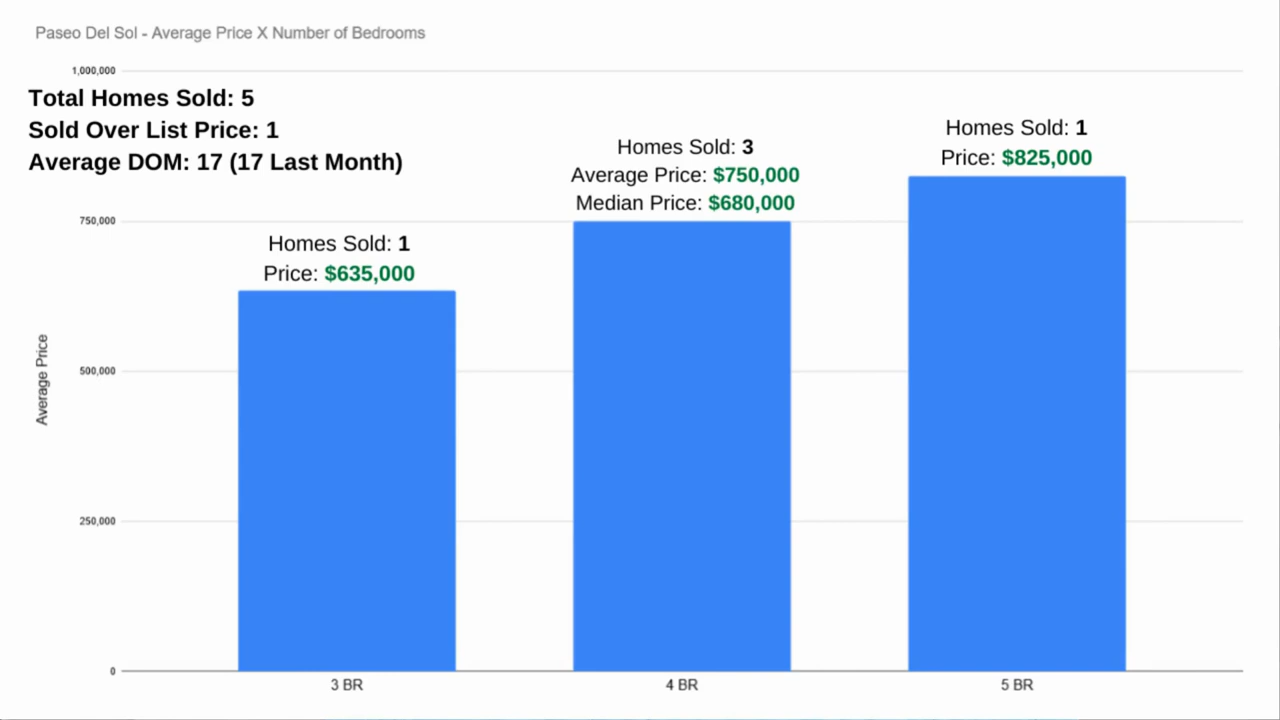 Paseo Del Sol - Average Price X Number of Bedrooms
1,000,000
Total Homes Sold: 5
Sold Over List Price: 1
Average DOM: 17 (17 Last Month)
Homes Sold: 1
Price: $825,000
Homes Sold: 3
Average Price: $750,000
Median Price: $680,000
750,000
Homes Sold: 1
Price: $635,000
Average Price
500,000
250,000
0
3 BR
4 BR
5 BR